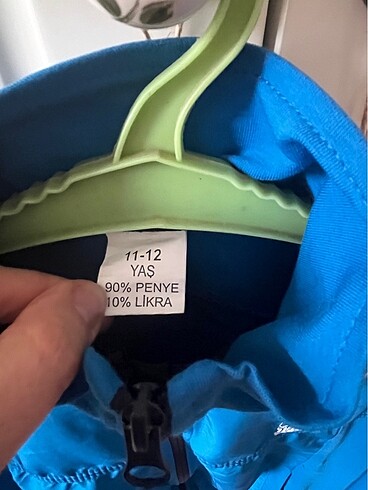 11-12
YAŞ
90% PENYE
10% LİKRA